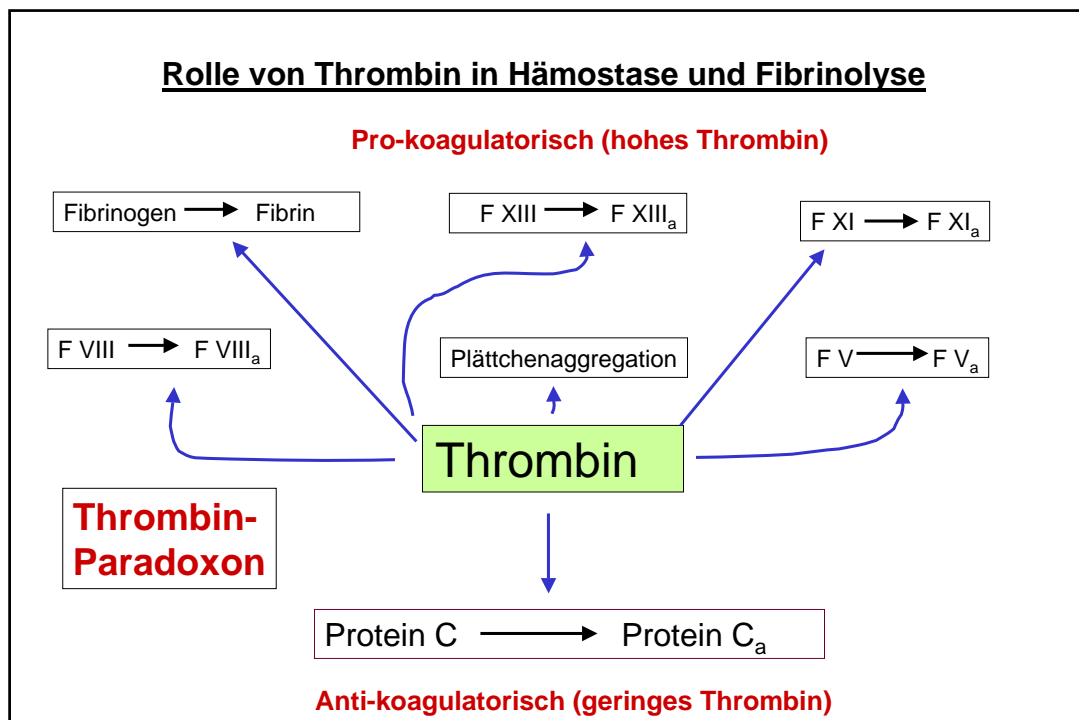 Rolle von Thrombin in Hämostase und Fibrinolyse
Pro-koagulatorisch (hohes Thrombin)
Fibrinogen → Fibrin
F XIII → F XIIIa
F XI → F XIa
F VIII → F VIIIa
Plättchenaggregation
F V → F Va
Thrombin
Thrombin-
Paradoxon
Protein C → Protein Ca
Anti-koagulatorisch (geringes Thrombin)